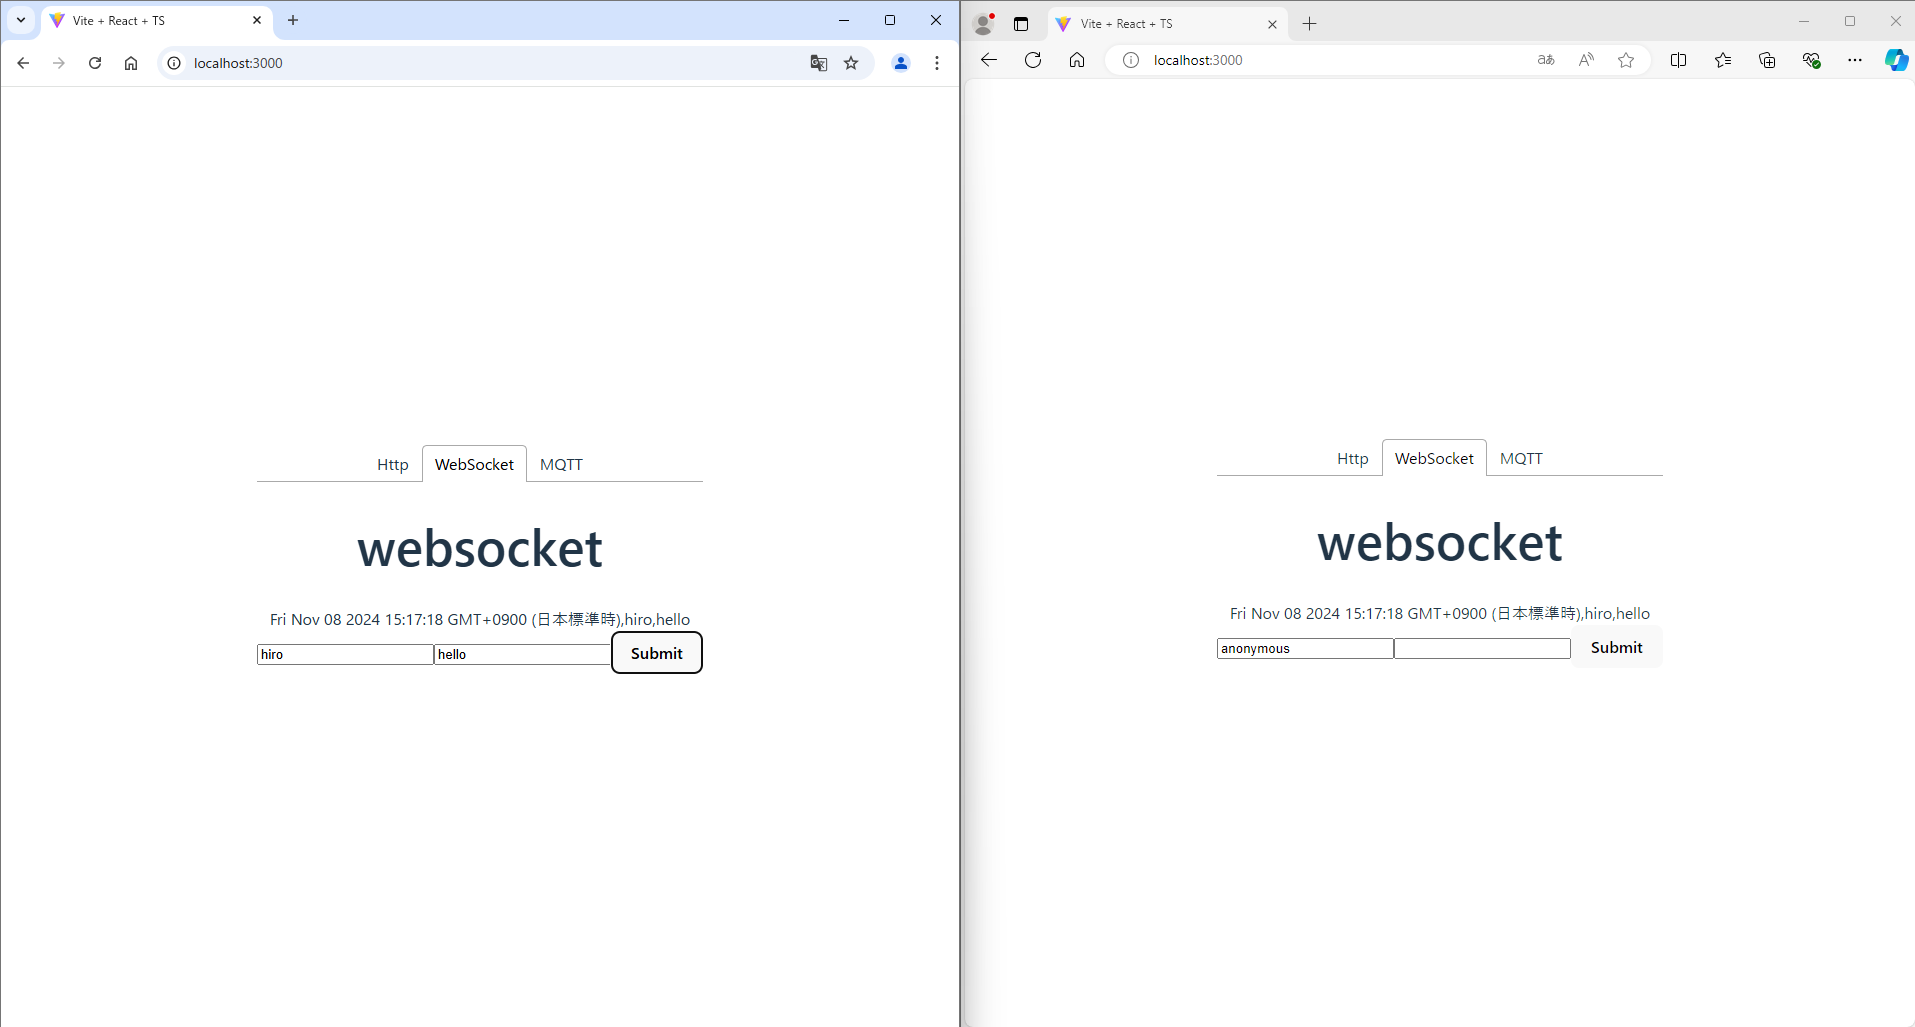 Vite + React + TS
localhost:3000
Http
WebSocket
MQTT
websocket
Fri Nov 08 2024 15:17:18 GMT+0900 (日本標準時),hiro,hello
hiro
hello
Submit
Vite + React + TS
localhost:3000
aあ
A
Http
WebSocket
MQTT
websocket
Fri Nov 08 2024 15:17:18 GMT+0900 (日本標準時),hiro,hello
anonymous
Submit